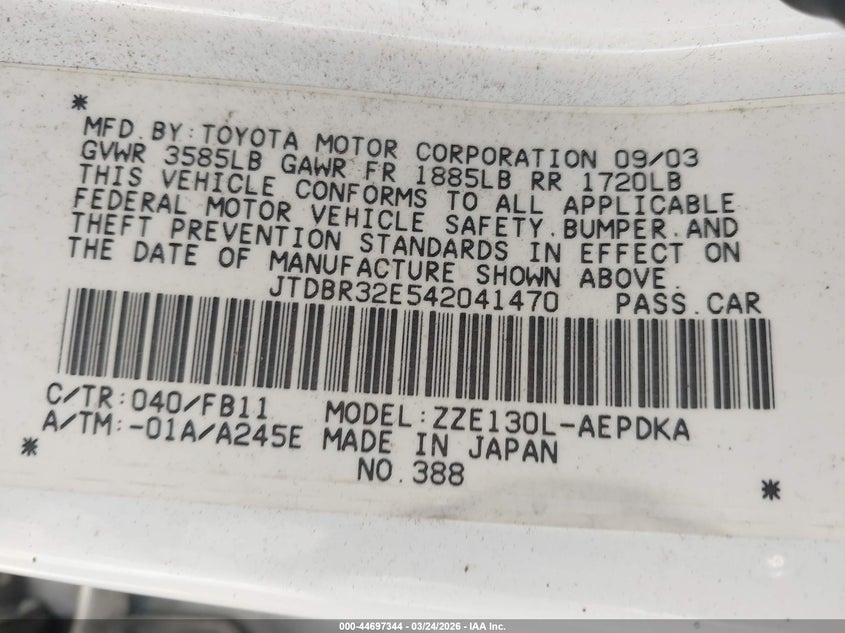 MFD.BY:TOYOTA MOTOR CORPORATION 09/03
GVWR 3585LB GAWR FR 1885LB RR 1720LB
THIS VEHICLE CONFORMS TO ALL APPLICABLE
FEDERAL MOTOR VEHICLE SAFETY.BUMPER.AND
THEFT PREVENTION STANDARDS IN EFFECT ON
THE DATE OF MANUFACTURE SHOWN ABOVE.
JTDBR32E542041470 PASS.CAR
C/TR:040/FB11 MODEL:ZZE130L-AEPDKA
A/TM:-01A/A245E MADE IN JAPAN
NO.388
000-44697344 | 03/24/2026 - IAA Inc.